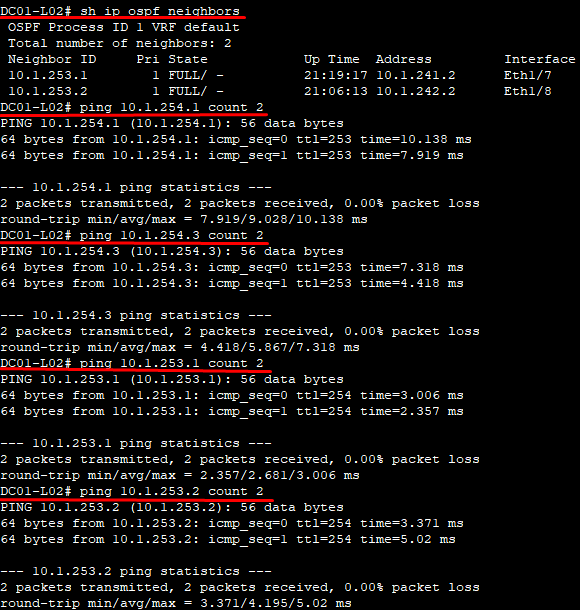 DC01-L02# sh ip ospf neighbors
 OSPF Process ID 1 VRF default
 Total number of neighbors: 2
 Neighbor ID     Pri State            Up Time  Address         Interface
 10.1.253.1        1 FULL/ -          21:19:17 10.1.241.2      Eth1/7
 10.1.253.2        1 FULL/ -          21:06:13 10.1.242.2      Eth1/8
DC01-L02# ping 10.1.254.1 count 2
PING 10.1.254.1 (10.1.254.1): 56 data bytes
64 bytes from 10.1.254.1: icmp_seq=0 ttl=253 time=10.138 ms
64 bytes from 10.1.254.1: icmp_seq=1 ttl=253 time=7.919 ms

--- 10.1.254.1 ping statistics ---
2 packets transmitted, 2 packets received, 0.00% packet loss
round-trip min/avg/max = 7.919/9.028/10.138 ms
DC01-L02# ping 10.1.254.3 count 2
PING 10.1.254.3 (10.1.254.3): 56 data bytes
64 bytes from 10.1.254.3: icmp_seq=0 ttl=253 time=7.318 ms
64 bytes from 10.1.254.3: icmp_seq=1 ttl=253 time=4.418 ms

--- 10.1.254.3 ping statistics ---
2 packets transmitted, 2 packets received, 0.00% packet loss
round-trip min/avg/max = 4.418/5.867/7.318 ms
DC01-L02# ping 10.1.253.1 count 2
PING 10.1.253.1 (10.1.253.1): 56 data bytes
64 bytes from 10.1.253.1: icmp_seq=0 ttl=254 time=3.006 ms
64 bytes from 10.1.253.1: icmp_seq=1 ttl=254 time=2.357 ms

--- 10.1.253.1 ping statistics ---
2 packets transmitted, 2 packets received, 0.00% packet loss
round-trip min/avg/max = 2.357/2.681/3.006 ms
DC01-L02# ping 10.1.253.2 count 2
PING 10.1.253.2 (10.1.253.2): 56 data bytes
64 bytes from 10.1.253.2: icmp_seq=0 ttl=254 time=3.371 ms
64 bytes from 10.1.253.2: icmp_seq=1 ttl=254 time=5.02 ms

--- 10.1.253.2 ping statistics ---
2 packets transmitted, 2 packets received, 0.00% packet loss
round-trip min/avg/max = 3.371/4.195/5.02 ms